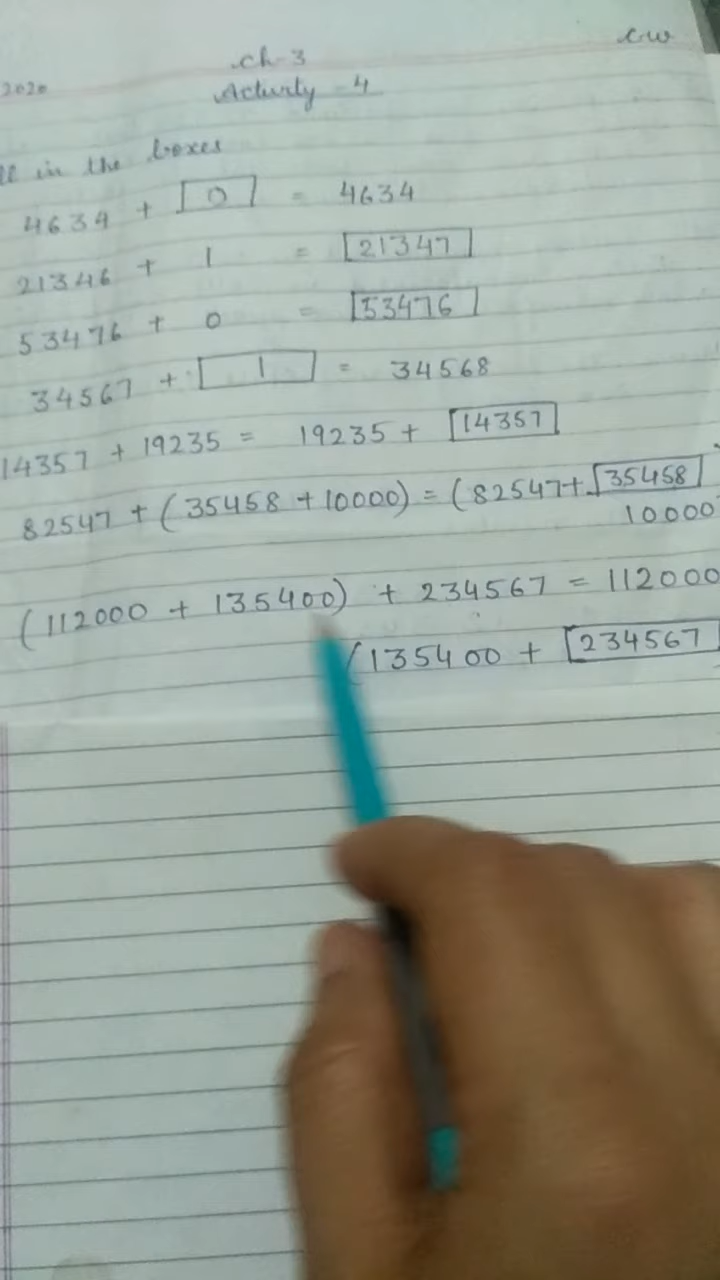 c.w
ch-3
2020
Activity - 4
ll in the boxes
4634 + 0 = 4634
21346 + 1 = 21347
53476 + 0 = 53476
34567 + 1 = 34568
14357 + 19235 = 19235 + 14357
82547 + (35458 + 10000) = (82547 + 35458
10000
(112000 + 135400) + 234567 = 112000
(135400 + 234567